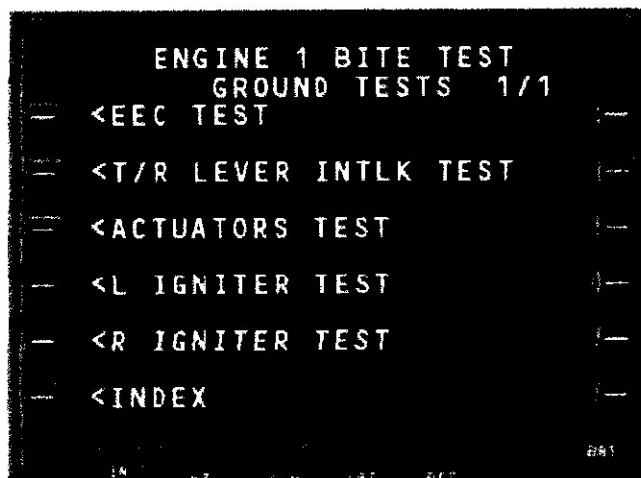 ENGINE 1 BITE TEST
GROUND TESTS 1/1
<EEC TEST
<T/R LEVER INTLK TEST
<ACTUATORS TEST
<L IGNITER TEST
<R IGNITER TEST
<INDEX